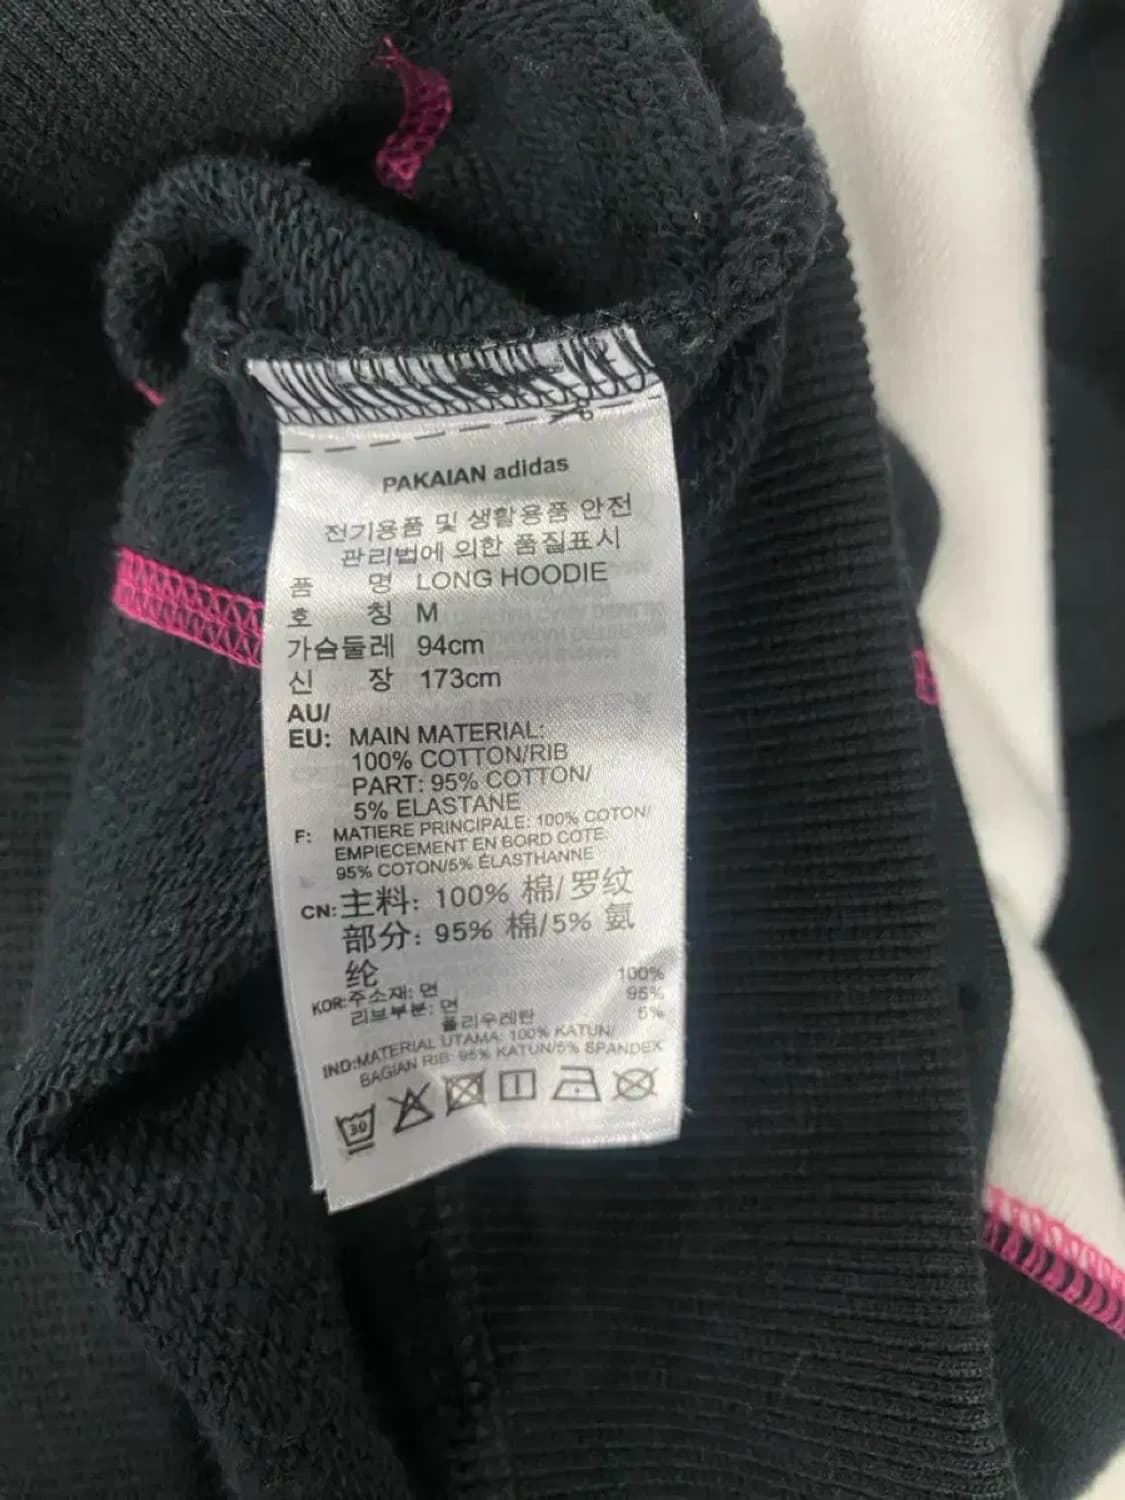 PAKAIAN adidas
전기용품 및 생활용품 안전
관리법에 의한 품질표시
품 명 LONG HOODIE
호 칭 M
가슴둘레 94cm
신 장 173cm
AU/
EU: MAIN MATERIAL:
100% COTTON/RIB
PART: 95% COTTON/
5% ELASTANE
F: MATIERE PRINCIPALE: 100% COTON/
EMPIECEMENT EN BORD COTE:
95% COTON/5% ÉLASTHANNE
CN: 主料: 100% 棉/罗纹
部分: 95% 棉/5% 氨
纶
KOR: 주소재: 면 100%
리브부분: 면 95%
폴리우레탄 5%
IND: MATERIAL UTAMA: 100% KATUN/
BAGIAN RIB: 95% KATUN/5% SPANDEX
30